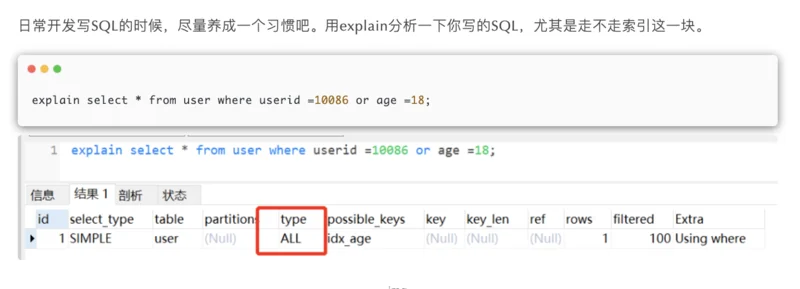 日常开发写SQL的时候，尽量养成一个习惯吧。用explain分析一下你写的SQL，尤其是走不走索引这一块。
explain select * from user where userid =10086 or age =18;
1 explain select * from user where userid =10086 or age =18;
信息 结果 1 剖析 状态
id select_type table partitions type possible_keys key key_len ref rows filtered Extra
1 SIMPLE user (Null) ALL idx_age (Null) (Null) (Null) 1 100 Using where
img